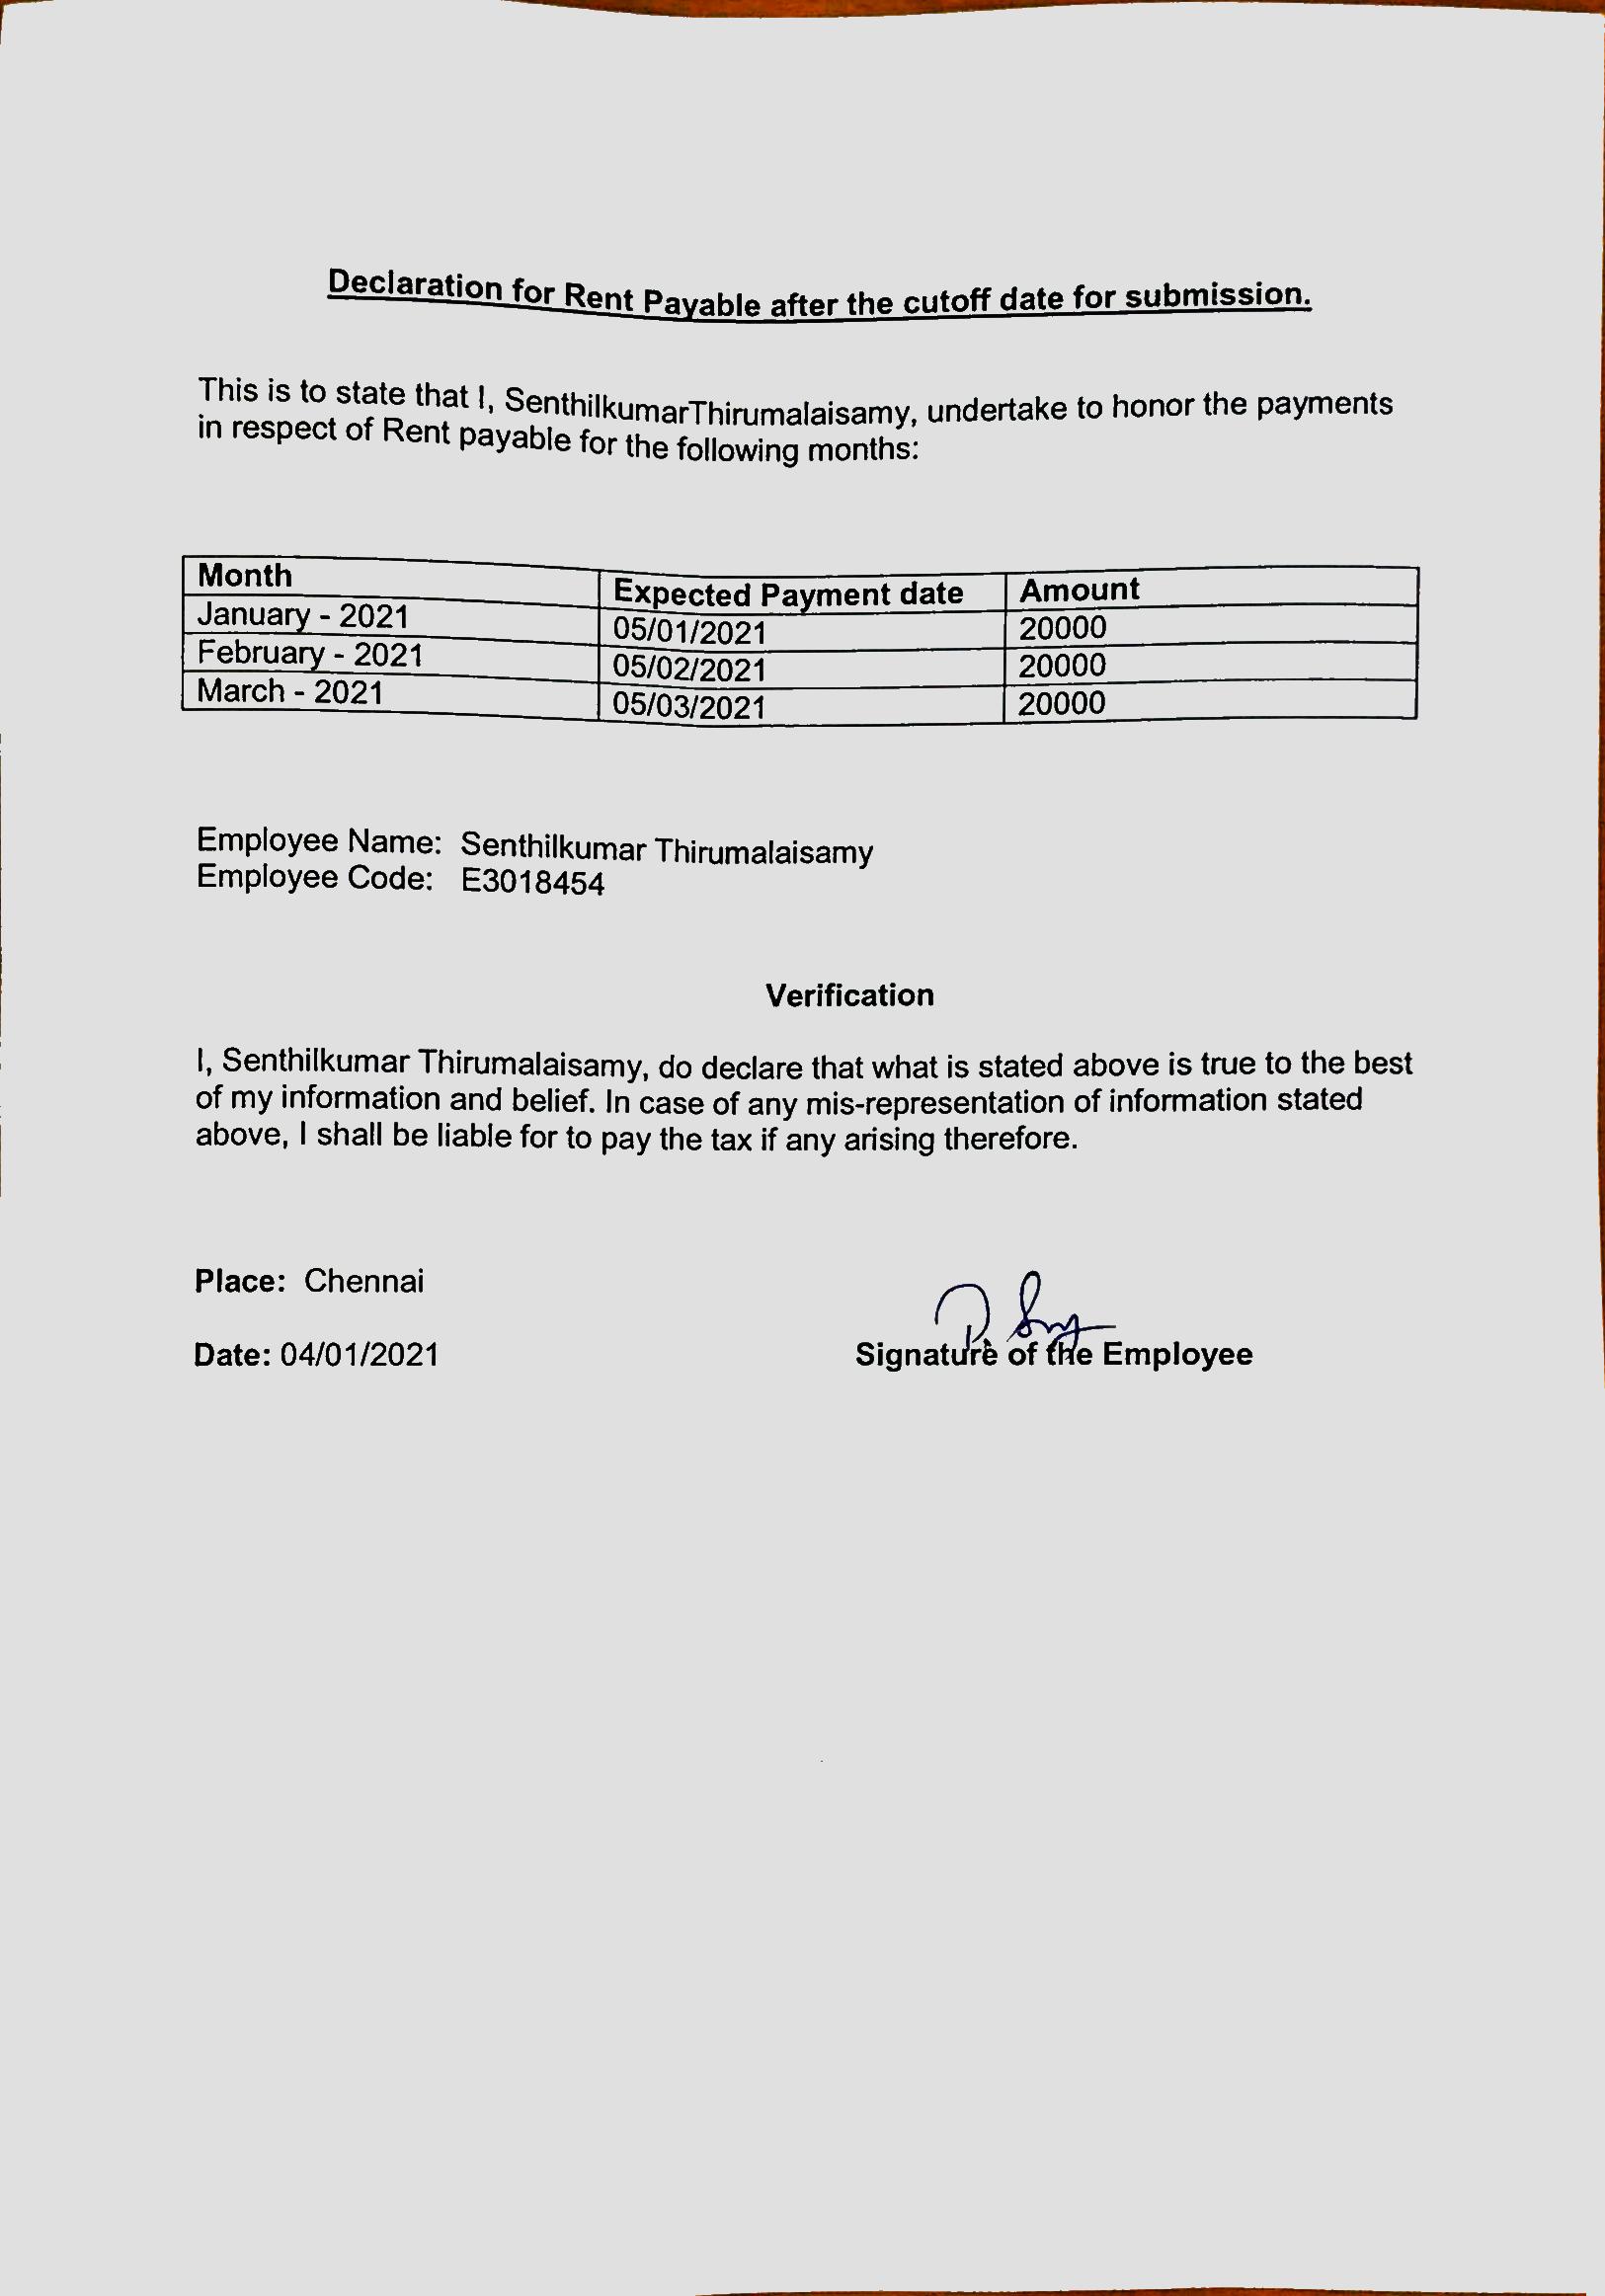 Declaration for Rent Payable after the cutoff date for submission.
This is to state that I, SenthilkumarThirumalaisamy, undertake to honor the payments
in respect of Rent payable for the following months:
Month Expected Payment date Amount
January - 2021 05/01/2021 20000
February - 2021 05/02/2021 20000
March - 2021 05/03/2021 20000
Employee Name: Senthilkumar Thirumalaisamy
Employee Code: E3018454
Verification
I, Senthilkumar Thirumalaisamy, do declare that what is stated above is true to the best
of my information and belief. In case of any mis-representation of information stated
above, I shall be liable for to pay the tax if any arising therefore.
Place: Chennai
Date: 04/01/2021
Signature of the Employee